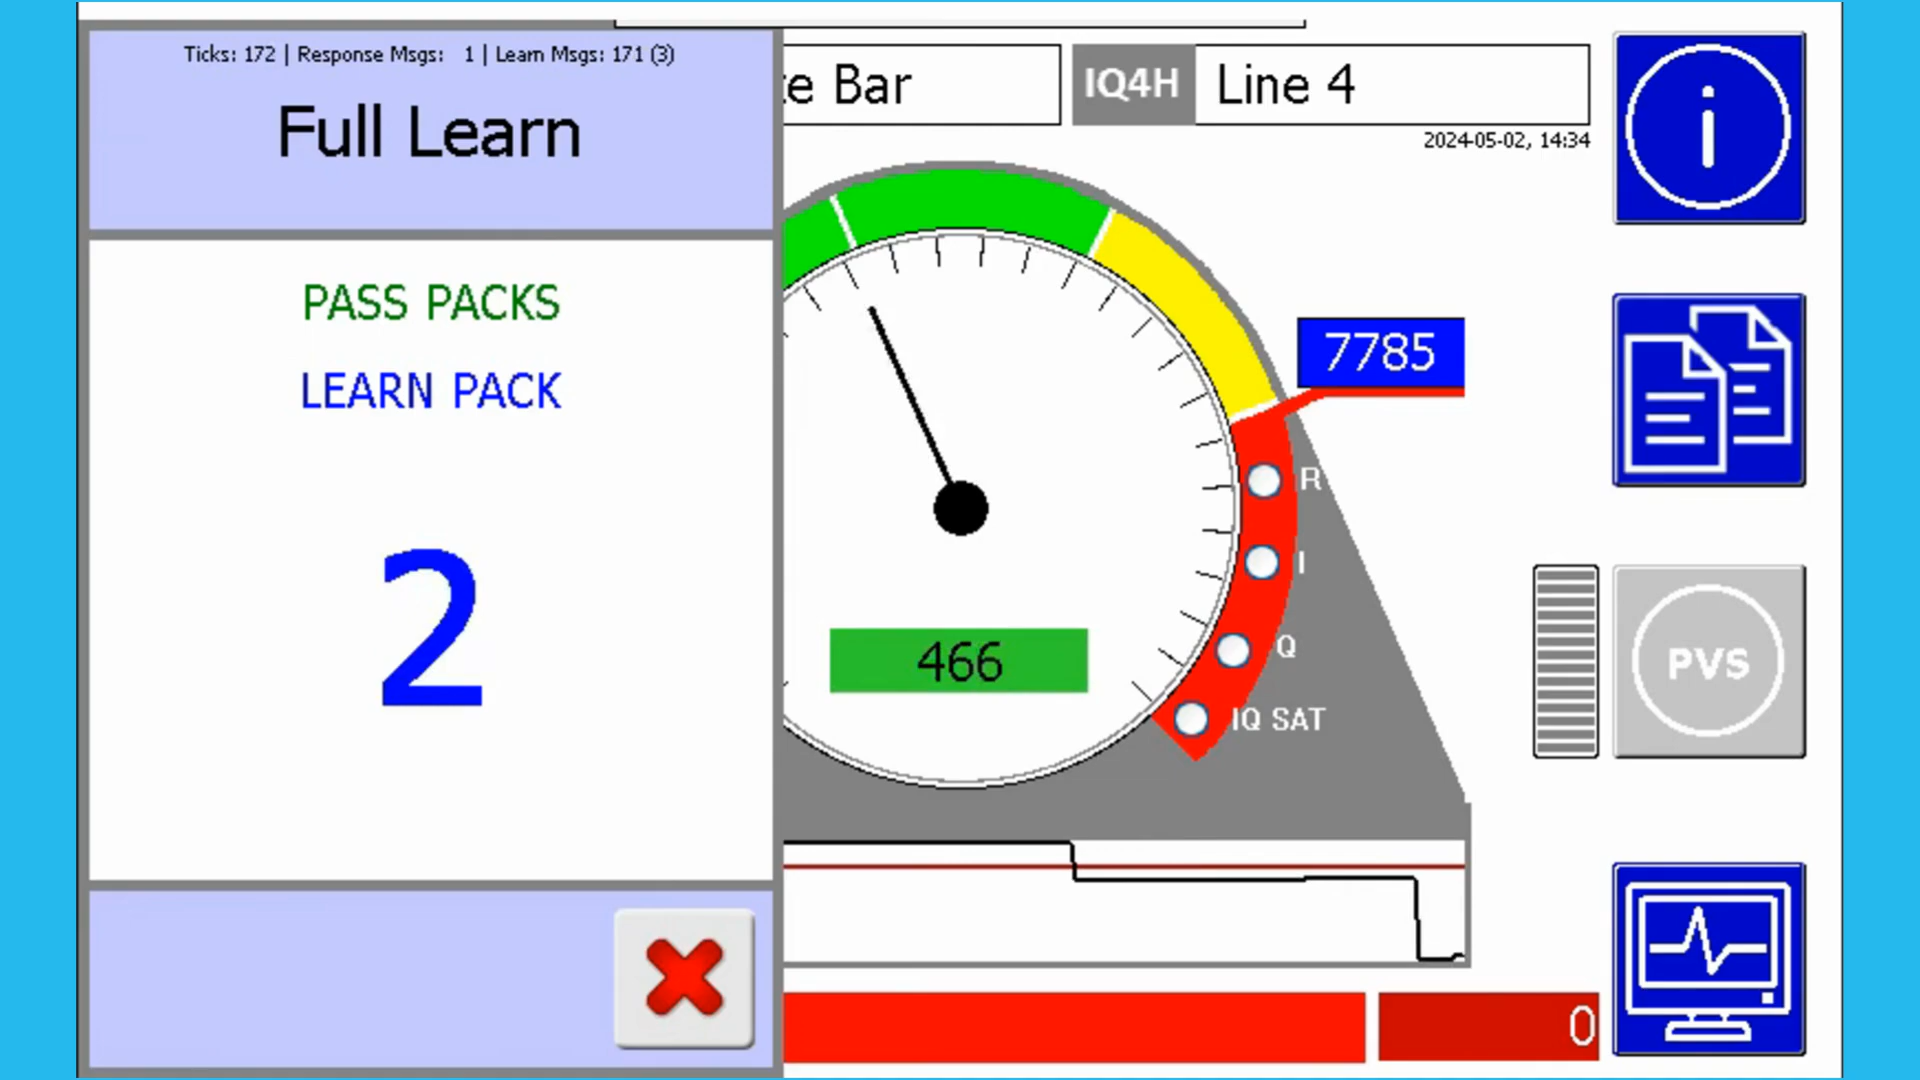 Ticks: 172 | Response Msgs: 1 | Learn Msgs: 171 (3)
Full Learn
PASS PACKS
LEARN PACK
2
Bar
IQ4H
Line 4
2024-05-02, 14:34
7785
R
I
Q
IQ SAT
466
PVS
0